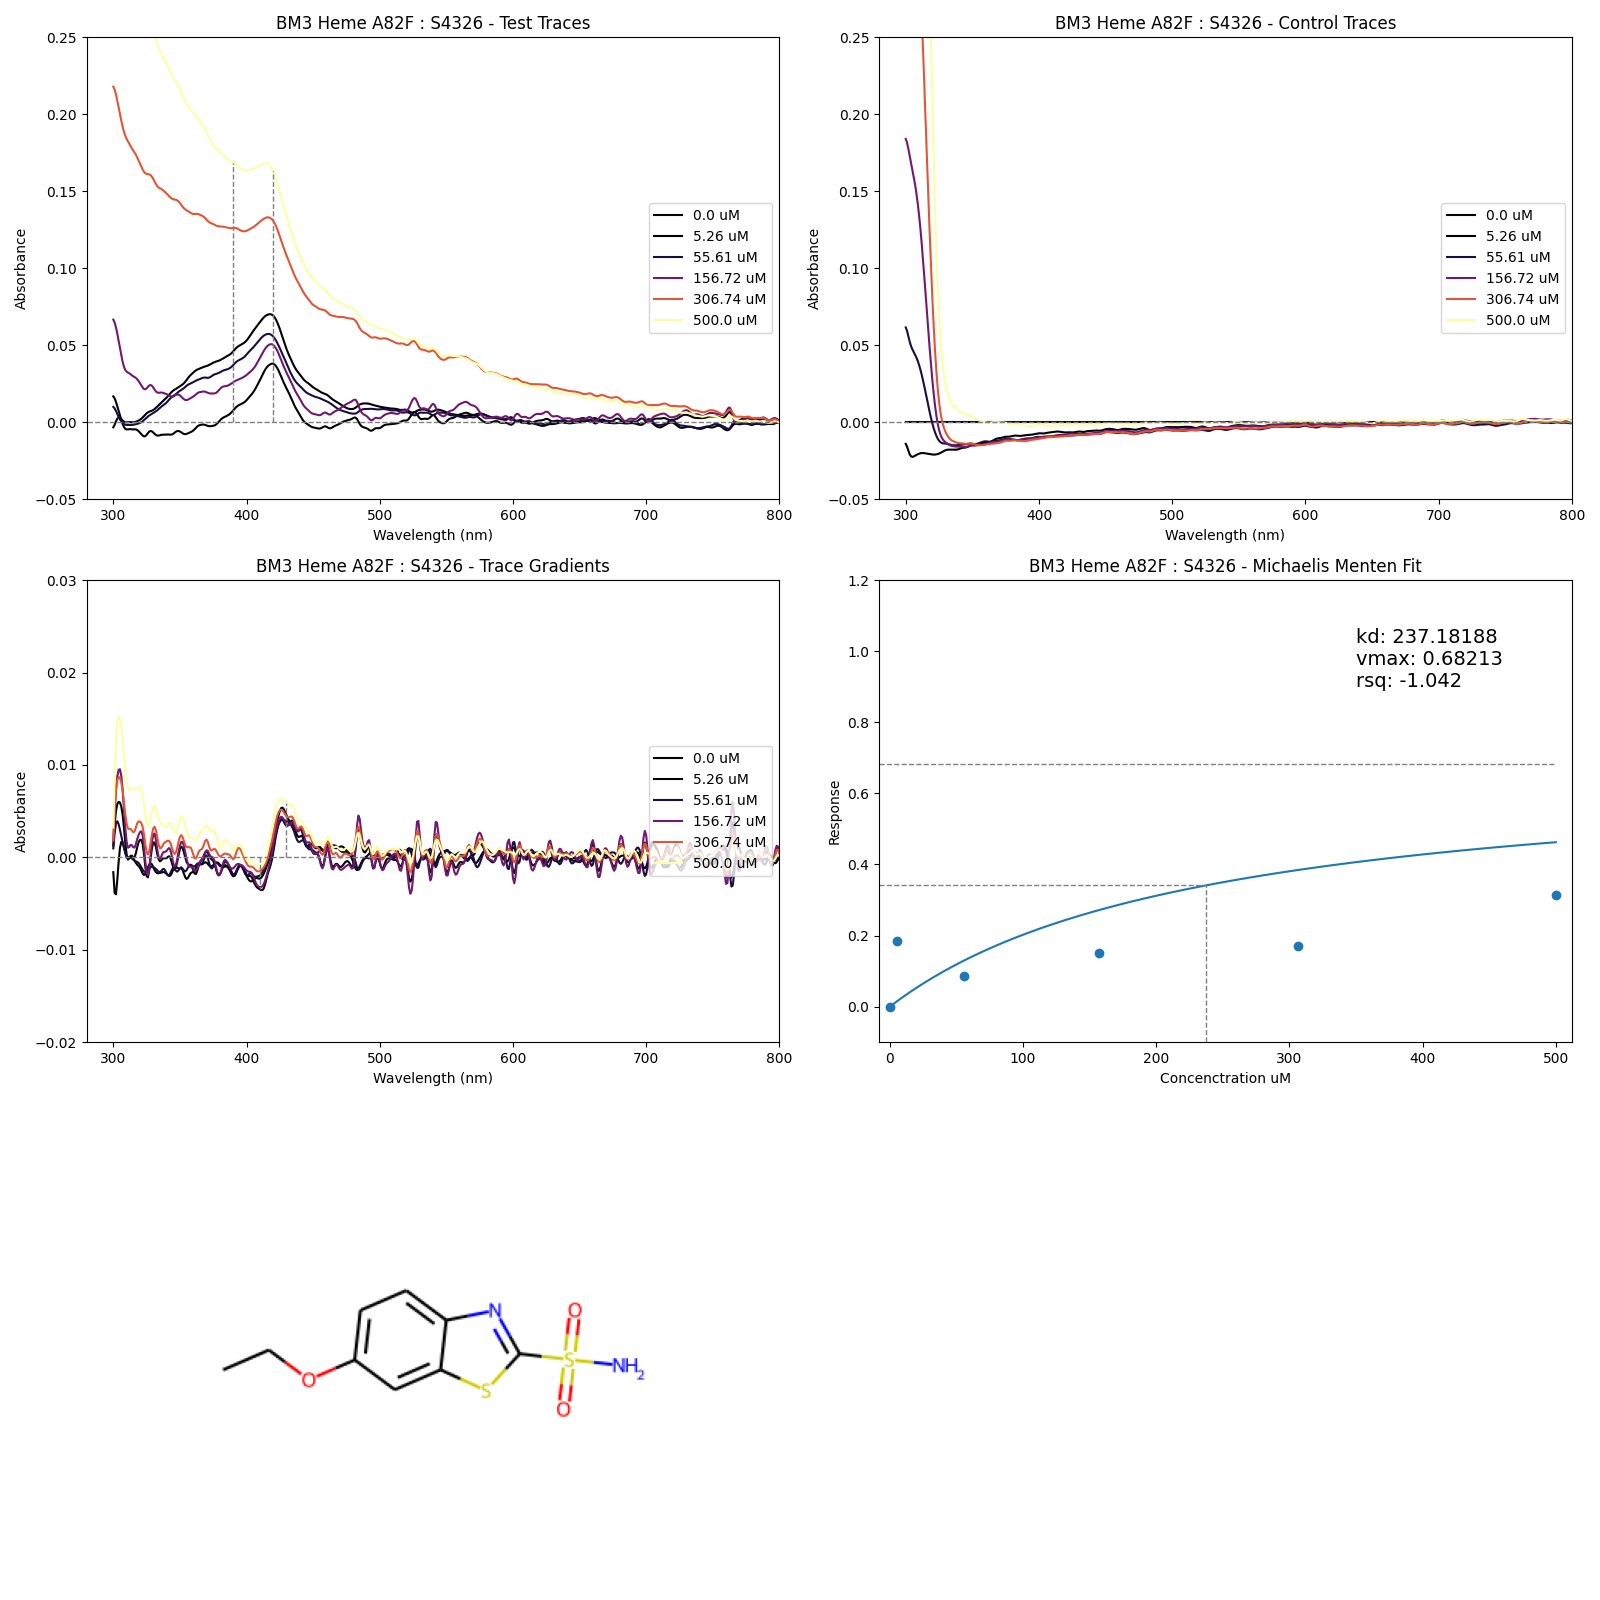 BM3 Heme A82F : S4326 - Test Traces
0.25
0.20
0.15
0.10
0.05
0.00
−0.05
Absorbance
300
400
500
600
700
800
Wavelength (nm)
0.0 uM
5.26 uM
55.61 uM
156.72 uM
306.74 uM
500.0 uM
BM3 Heme A82F : S4326 - Control Traces
0.25
0.20
0.15
0.10
0.05
0.00
−0.05
Absorbance
300
400
500
600
700
800
Wavelength (nm)
0.0 uM
5.26 uM
55.61 uM
156.72 uM
306.74 uM
500.0 uM
BM3 Heme A82F : S4326 - Trace Gradients
0.03
0.02
0.01
0.00
−0.01
−0.02
Absorbance
300
400
500
600
700
800
Wavelength (nm)
0.0 uM
5.26 uM
55.61 uM
156.72 uM
306.74 uM
500.0 uM
BM3 Heme A82F : S4326 - Michaelis Menten Fit
1.2
1.0
0.8
0.6
0.4
0.2
0.0
Response
kd: 237.18188
vmax: 0.68213
rsq: -1.042
0
100
200
300
400
500
Concenctration uM
N
O
S
NH2
O
S
O